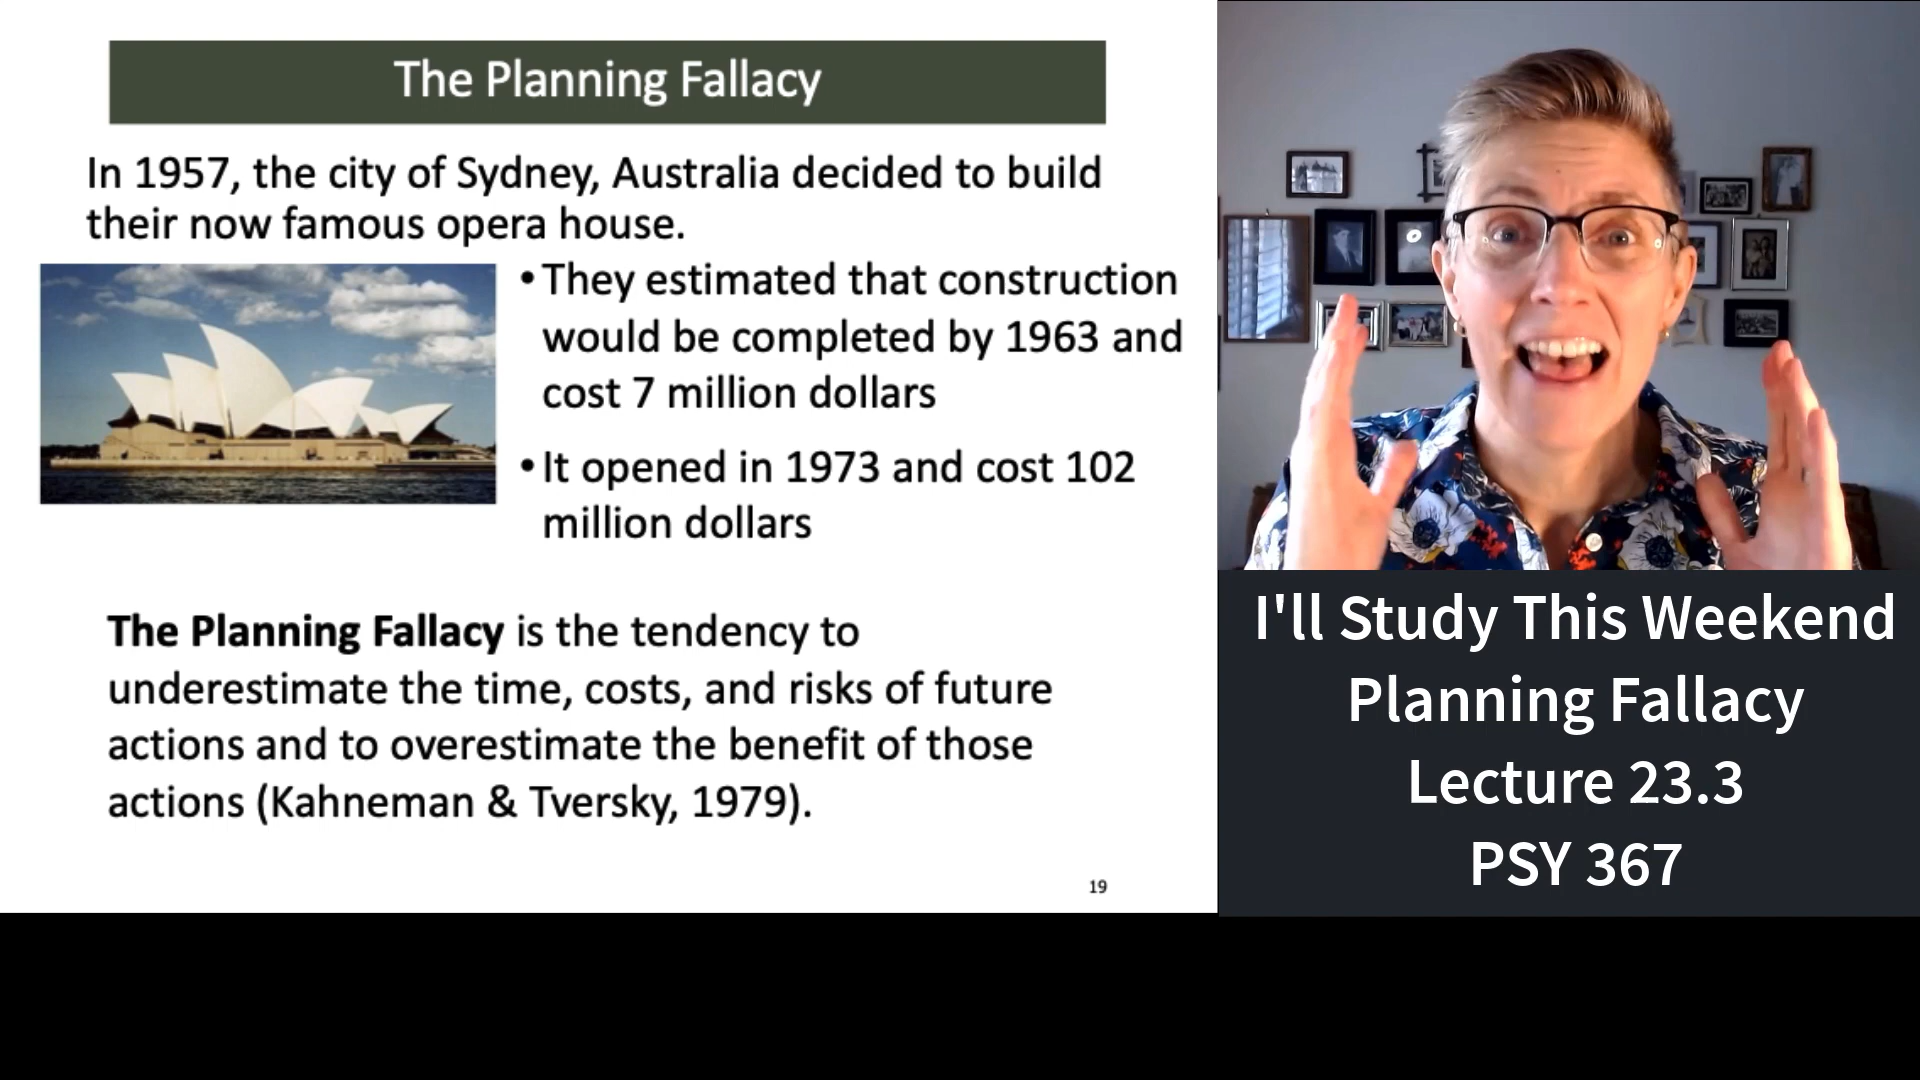 The Planning Fallacy
In 1957, the city of Sydney, Australia decided to build
their now famous opera house.
•They estimated that construction
would be completed by 1963 and
cost 7 million dollars
•It opened in 1973 and cost 102
million dollars
The Planning Fallacy is the tendency to
underestimate the time, costs, and risks of future
actions and to overestimate the benefit of those
actions (Kahneman & Tversky, 1979).
19
I'll Study This Weekend
Planning Fallacy
Lecture 23.3
PSY 367